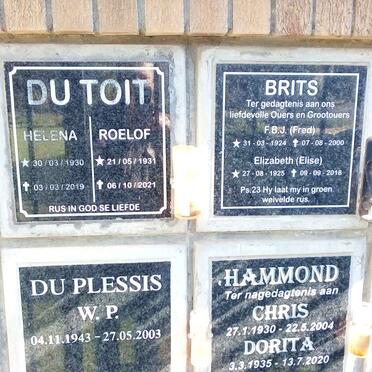 DU TOIT
HELENA
★ 30/03/1930
✝ 03/03/2019
ROELOF
★ 21/05/1931
✝ 06/10/2021
RUS IN GOD SE LIEFDE
BRITS
Ter gedagtenis aan ons
liefdevolle Ouers en Grootouers
F.B.J. (Fred)
★ 31-03-1924 ✝ 07-08-2000
Elizabeth (Elise)
★ 27-08-1925 ✝ 09-09-2018
Ps.23 Hy laat my in groen
weivelde rus.
DU PLESSIS
W. P.
04.11.1943 - 27.05.2003
HAMMOND
Ter nagedagtenis aan
CHRIS
27.1.1930 - 22.5.2004
DORITA
3.3.1935 - 13.7.2020